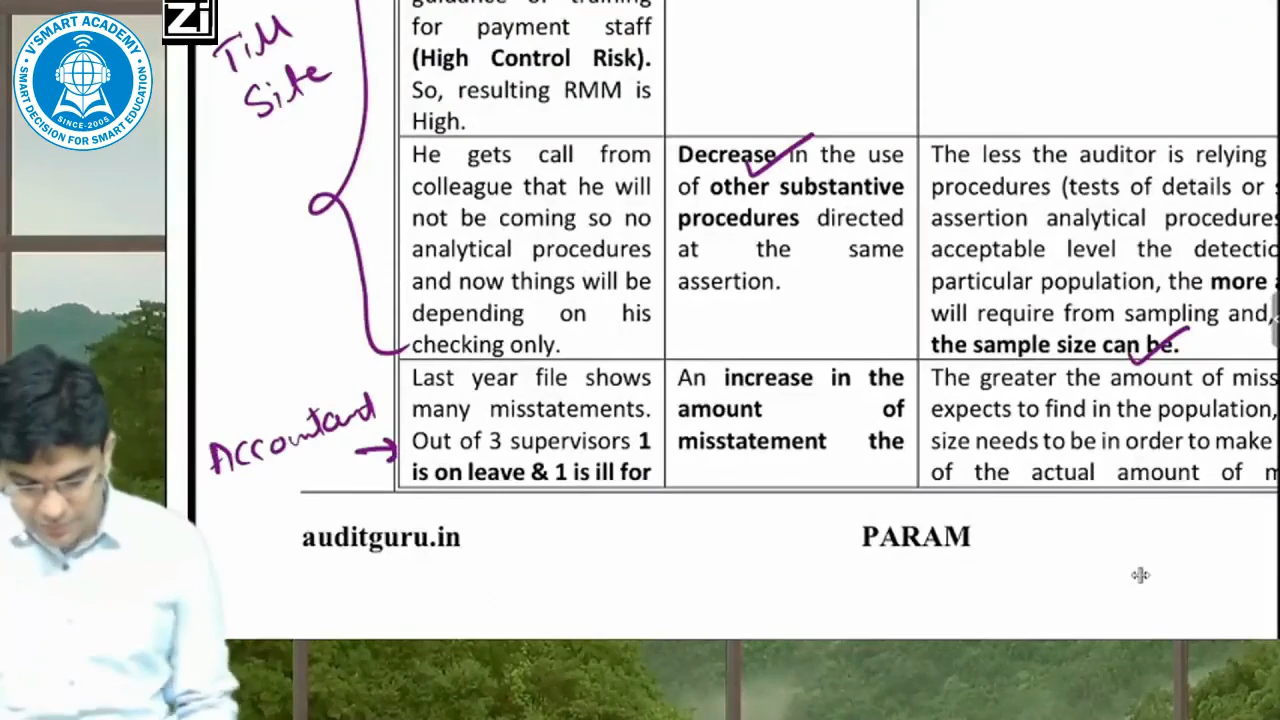 V'SMART ACADEMY
SINCE-2005
SMART DECISION FOR SMART EDUCATION
Zi
Till
Site
for payment staff
(High Control Risk).
So, resulting RMM is
High.
He gets call from
colleague that he will
not be coming so no
analytical procedures
and now things will be
depending on his
checking only.
Decrease in the use
of other substantive
procedures directed
at the same
assertion.
The less the auditor is relying
procedures (tests of details or
assertion analytical procedures
acceptable level the detectio
particular population, the more a
will require from sampling and,
the sample size can be.
Accountand
Last year file shows
many misstatements.
Out of 3 supervisors 1
is on leave & 1 is ill for
An increase in the
amount of
misstatement the
The greater the amount of miss
expects to find in the population,
size needs to be in order to make
of the actual amount of m
auditguru.in
PARAM